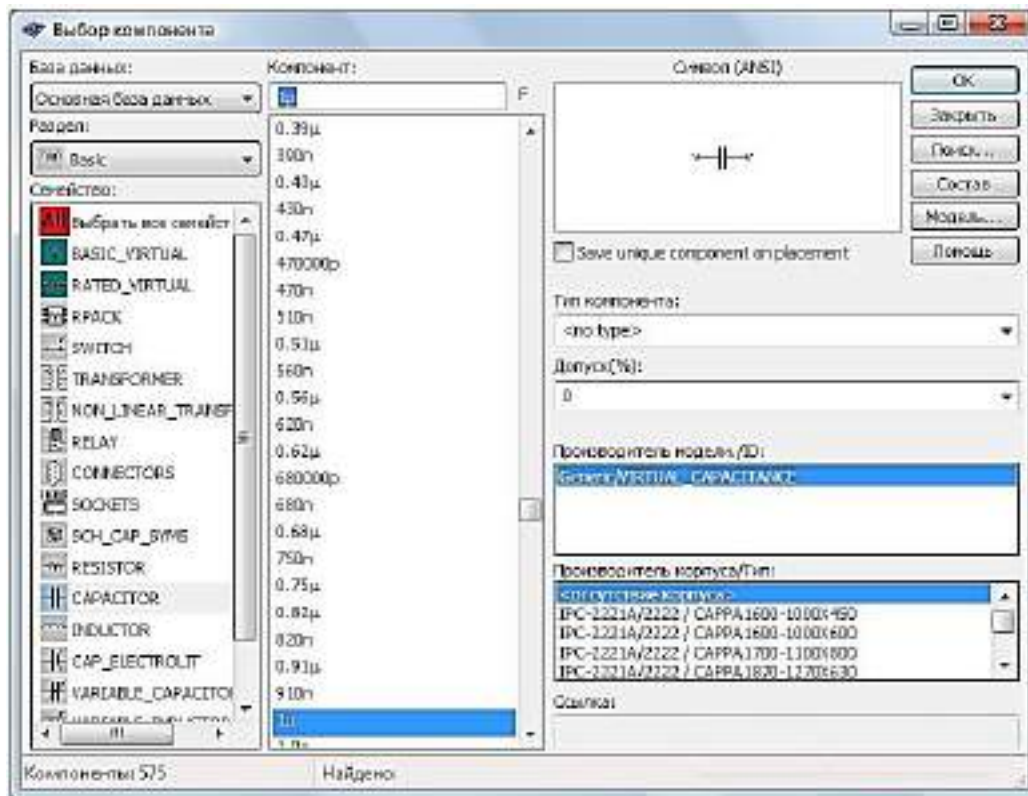 Выбор компонента
База данных:
Основная база данных
Раздел:
Basic
Семейство:
All Выбрать все семейст
BASIC_VIRTUAL
RATED_VIRTUAL
RPACK
SWITCH
TRANSFORMER
NON_LINEAR_TRANSF
RELAY
CONNECTORS
SOCKETS
SCH_CAP_SYMS
RESISTOR
CAPACITOR
INDUCTOR
CAP_ELECTROLIT
VARIABLE_CAPACITO
Компонент:
1µ
F
0.39µ
390n
0.43µ
430n
0.47µ
470000p
470n
510n
0.51µ
560n
0.56µ
620n
0.62µ
680000p
680n
0.68µ
750n
0.75µ
0.82µ
820n
0.91µ
910n
1µ
Символ (ANSI)
Save unique component on placement
Тип компонента:
<no type>
Допуск(%):
0
Производитель модели/ID:
Generic/VIRTUAL_CAPACITANCE
Производитель корпуса/Тип:
<отсутствие корпуса>
IPC-2221A/2222 / CAPPA1600-1000X450
IPC-2221A/2222 / CAPPA1600-1000X600
IPC-2221A/2222 / CAPPA1700-1100X800
IPC-2221A/2222 / CAPPA1820-1270X630
Ссылка:
OK
Закрыть
Поиск...
Состав
Модель...
Помощь
Компоненты: 575
Найдено: